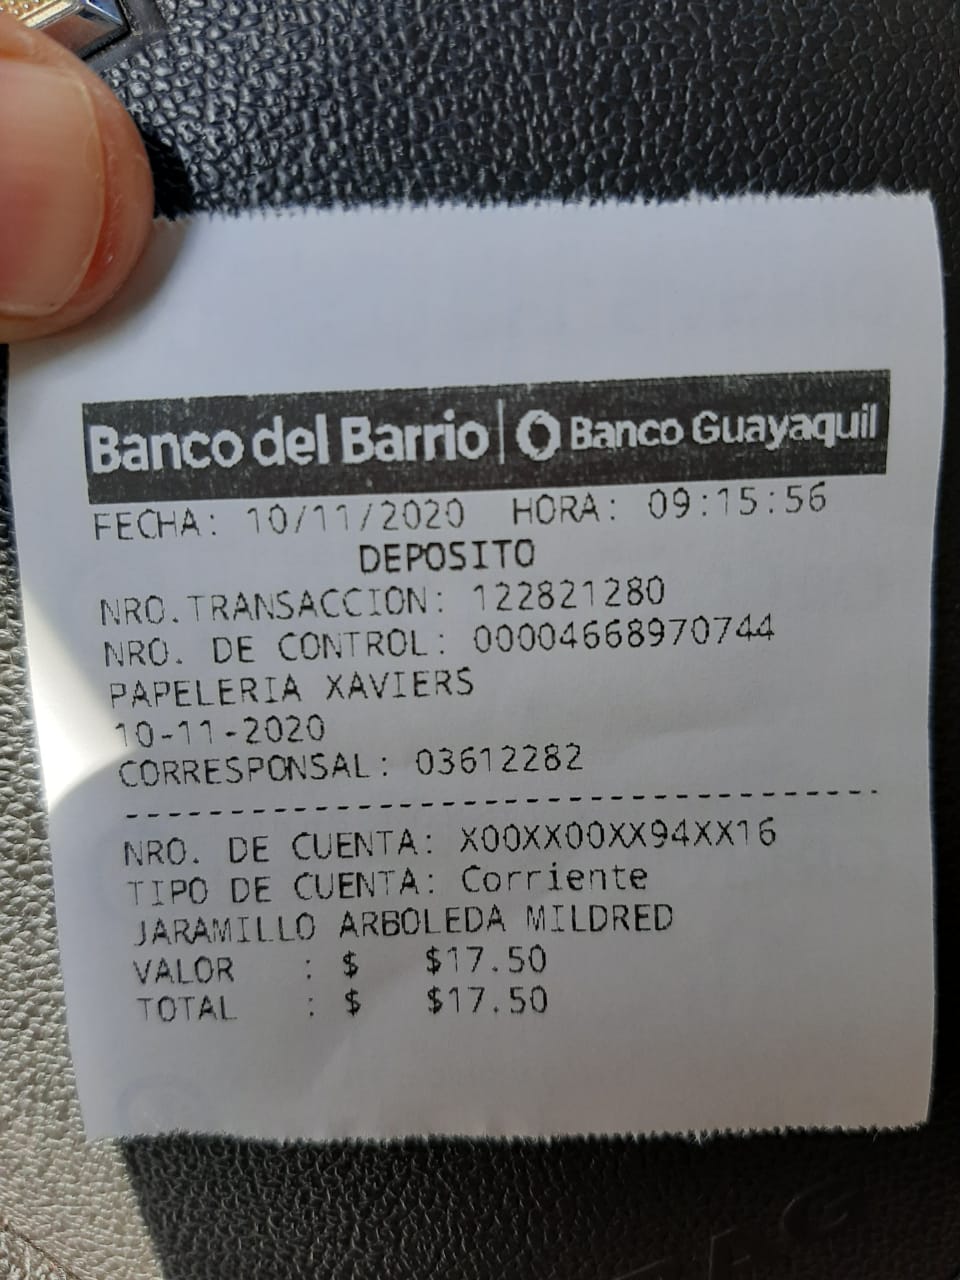 Banco del Barrio | Banco Guayaquil
FECHA: 10/11/2020 HORA: 09:15:56
DEPOSITO
NRO.TRANSACCION: 122821280
NRO. DE CONTROL: 00004668970744
PAPELERIA XAVIERS
10-11-2020
CORRESPONSAL: 03612282
--------------------------------------
NRO. DE CUENTA: X00XX00XX94XX16
TIPO DE CUENTA: Corriente
JARAMILLO ARBOLEDA MILDRED
VALOR : $ $17.50
TOTAL : $ $17.50